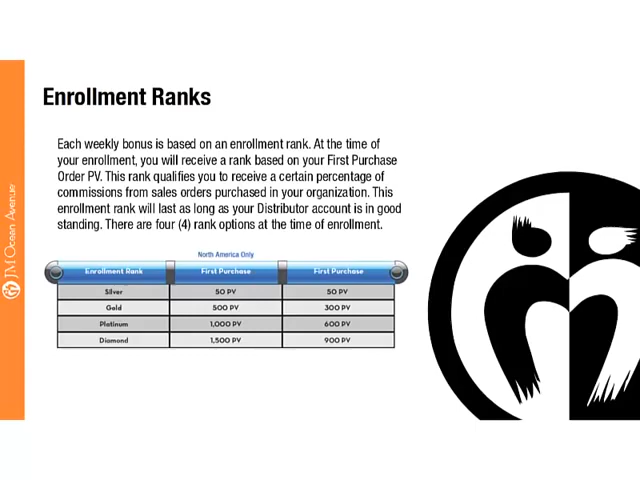 Enrollment Ranks
Each weekly bonus is based on an enrollment rank. At the time of
your enrollment, you will receive a rank based on your First Purchase
Order PV. This rank qualifies you to receive a certain percentage of
commissions from sales orders purchased in your organization. This
enrollment rank will last as long as your Distributor account is in good
standing. There are four (4) rank options at the time of enrollment.
North America Only
Enrollment Rank First Purchase First Purchase
Silver 50 PV 50 PV
Gold 500 PV 300 PV
Platinum 1,000 PV 600 PV
Diamond 1,500 PV 900 PV
JM Ocean Avenue